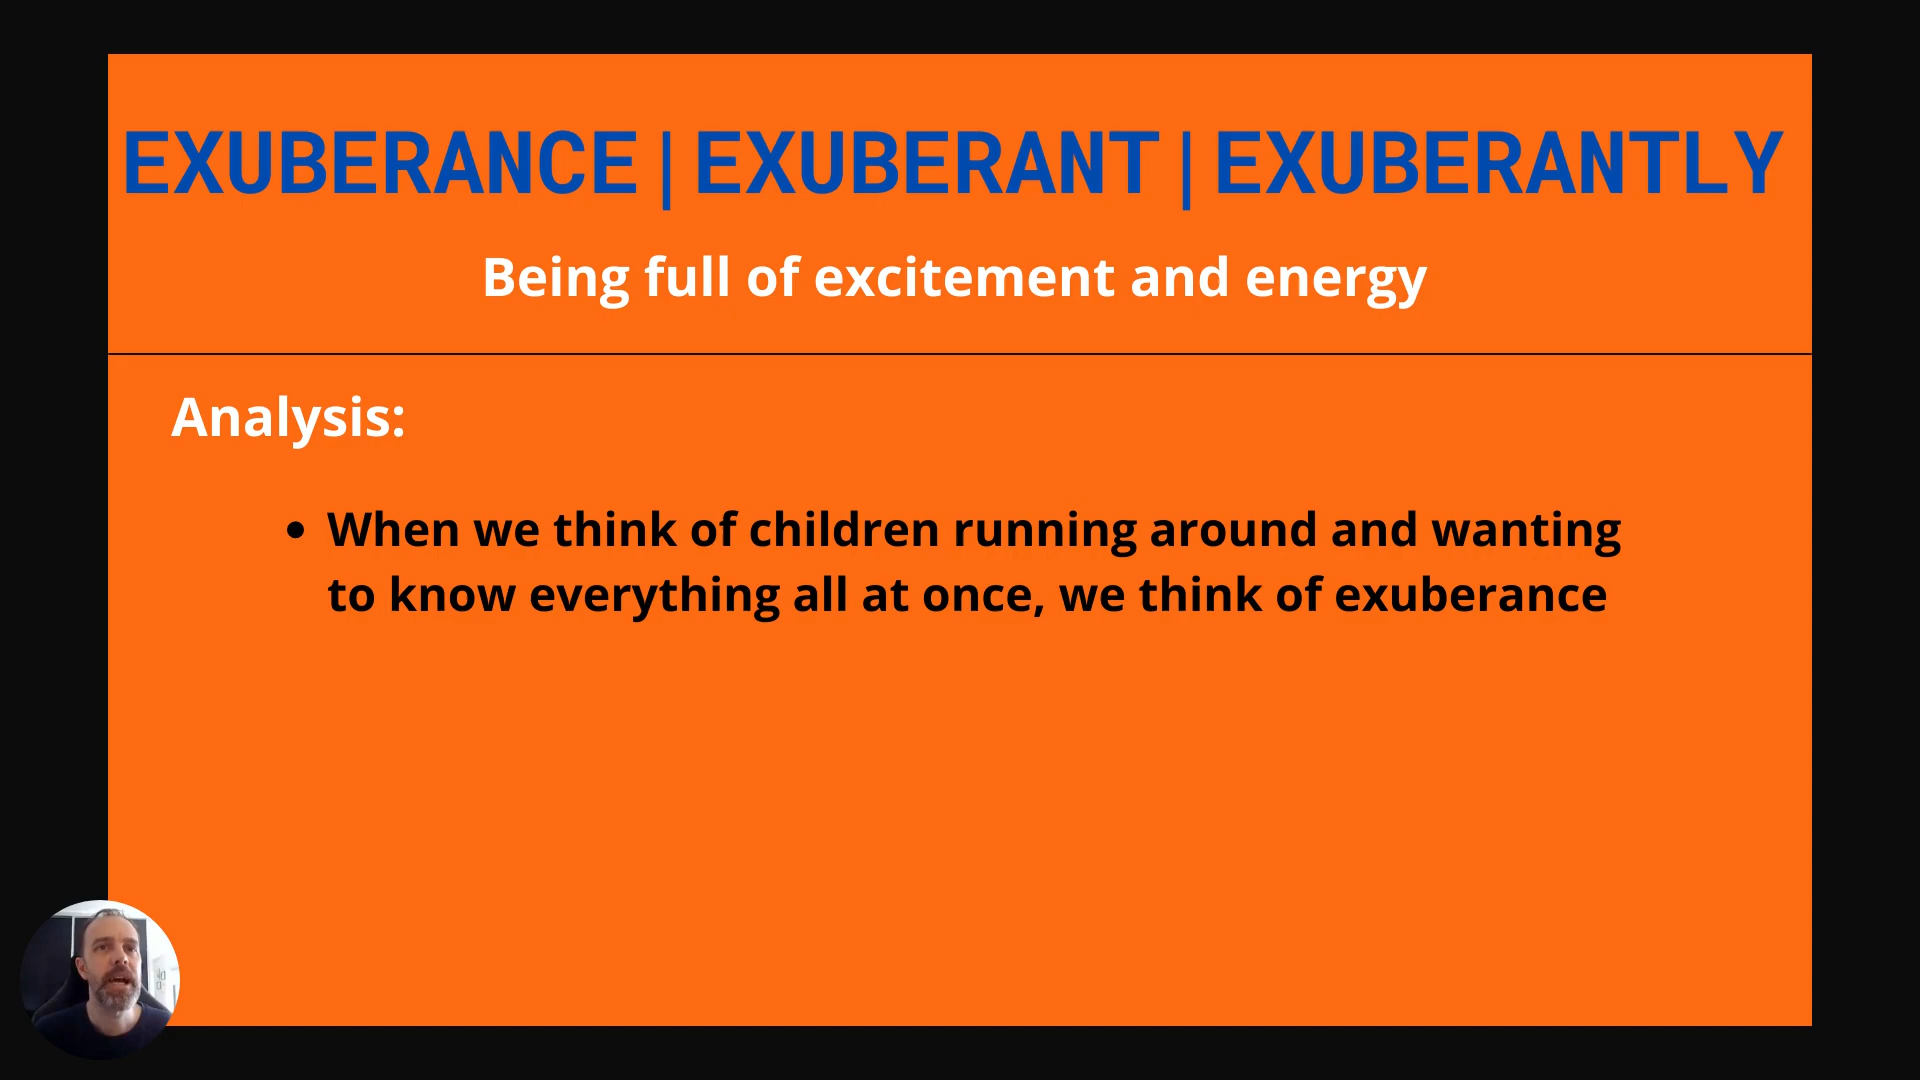 EXUBERANCE | EXUBERANT | EXUBERANTLY
Being full of excitement and energy
Analysis:
• When we think of children running around and wanting
to know everything all at once, we think of exuberance